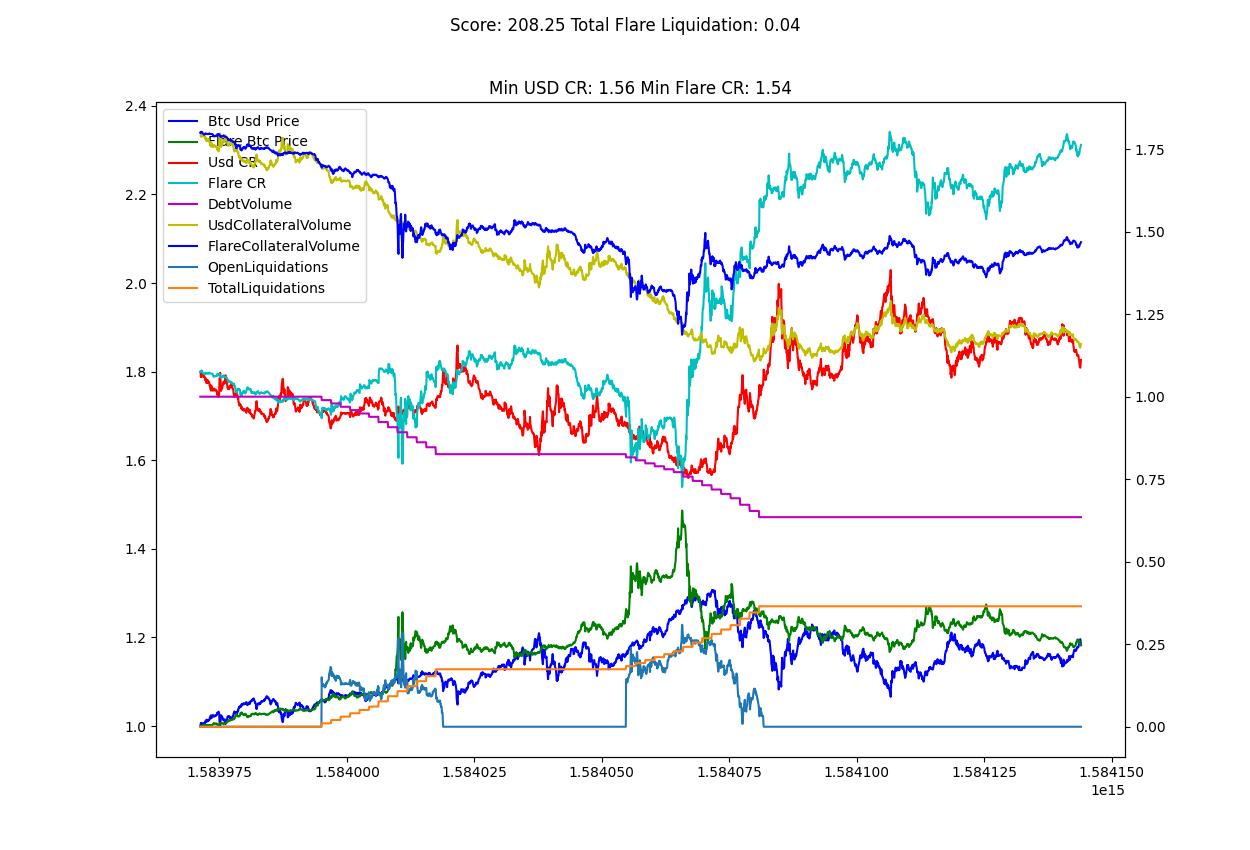 Score: 208.25 Total Flare Liquidation: 0.04
Min USD CR: 1.56 Min Flare CR: 1.54
Btc Usd Price
Flare Btc Price
Usd CR
Flare CR
DebtVolume
UsdCollateralVolume
FlareCollateralVolume
OpenLiquidations
TotalLiquidations
2.4
2.2
2.0
1.8
1.6
1.4
1.2
1.0
1.75
1.50
1.25
1.00
0.75
0.50
0.25
0.00
1.583975 1.584000 1.584025 1.584050 1.584075 1.584100 1.584125 1.584150
1e15